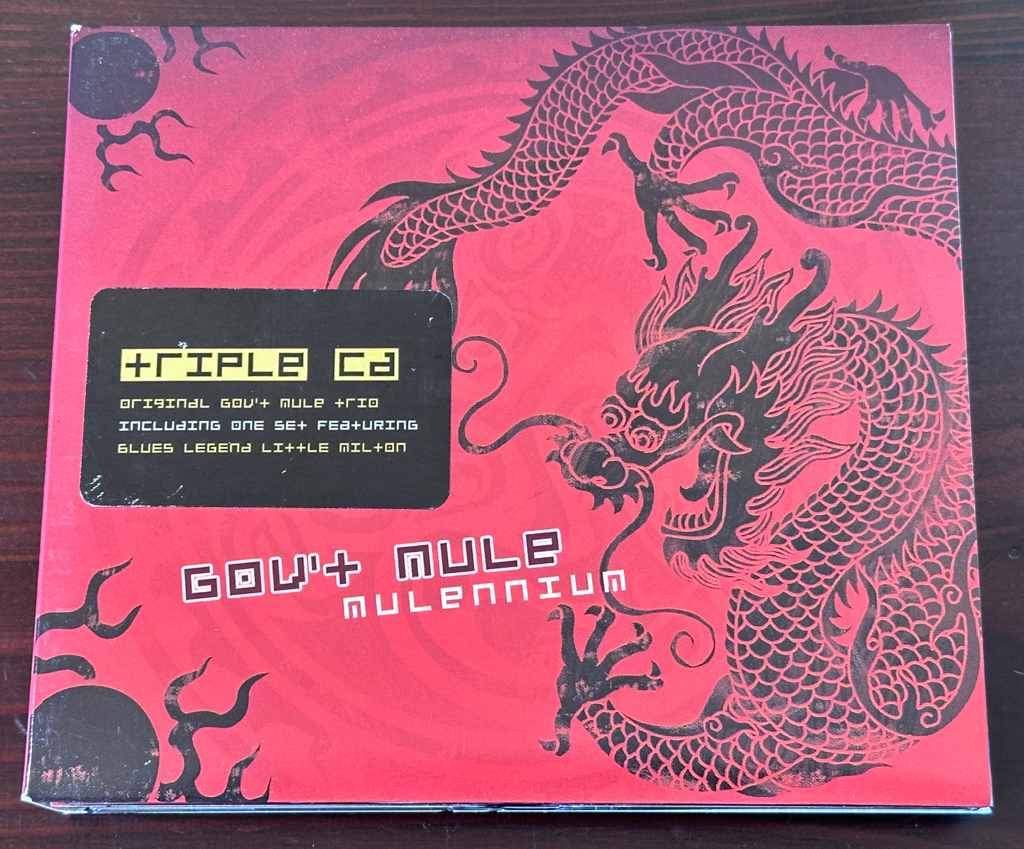 triple cd
original Gov't Mule trio
including one set featuring
blues legend Little Milton
Gov't Mule
mulennium